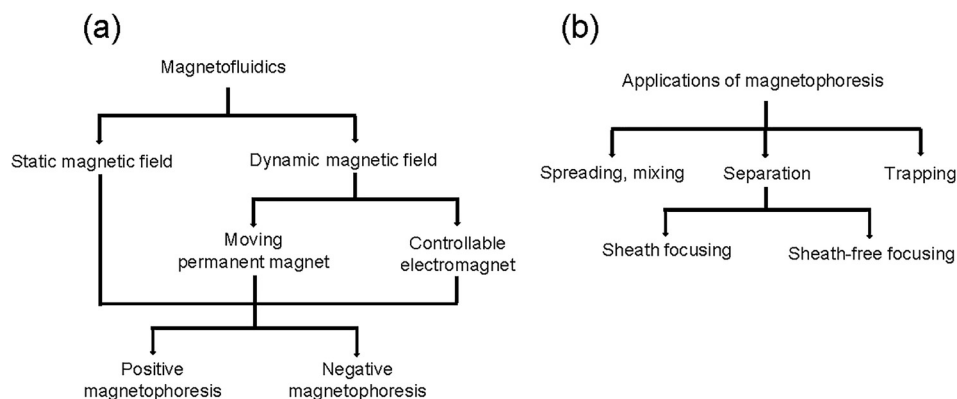 (a)
Magnetofluidics
Static magnetic field
Dynamic magnetic field
Moving
permanent magnet
Controllable
electromagnet
Positive
magnetophoresis
Negative
magnetophoresis
(b)
Applications of magnetophoresis
Spreading, mixing
Separation
Trapping
Sheath focusing
Sheath-free focusing